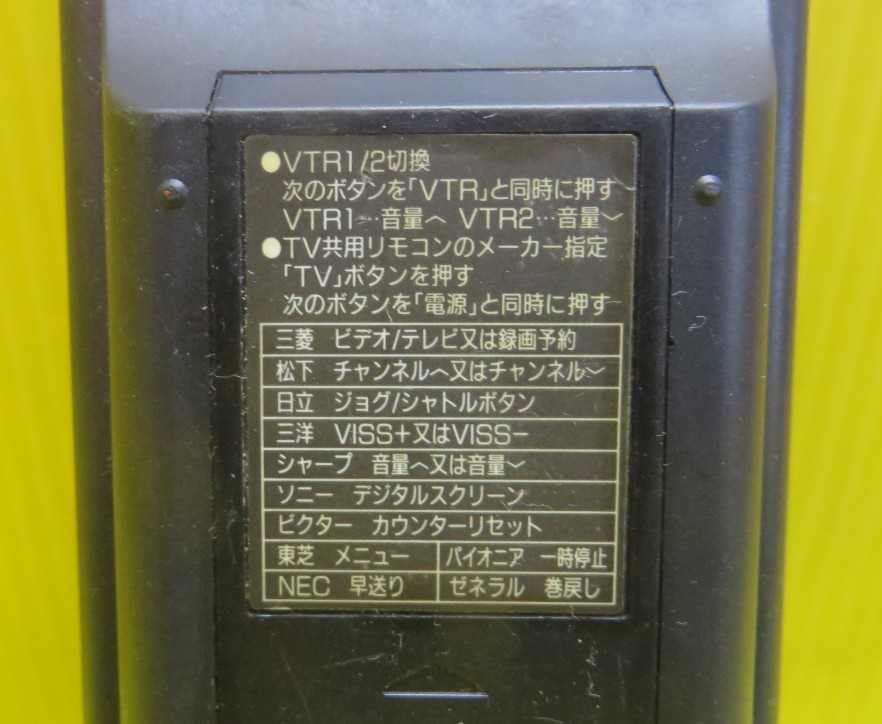 ●VTR1/2切換
次のボタンを「VTR」と同時に押す
VTR1…音量へ VTR2…音量﹀
●TV共用リモコンのメーカー指定
「TV」ボタンを押す
次のボタンを「電源」と同時に押す
三菱 ビデオ/テレビ又は録画予約
松下 チャンネルへ又はチャンネル﹀
日立 ジョグ/シャトルボタン
三洋 VISS+又はVISS−
シャープ 音量へ又は音量﹀
ソニー デジタルスクリーン
ビクター カウンターリセット
東芝 メニュー パイオニア 一時停止
NEC 早送り ゼネラル 巻戻し